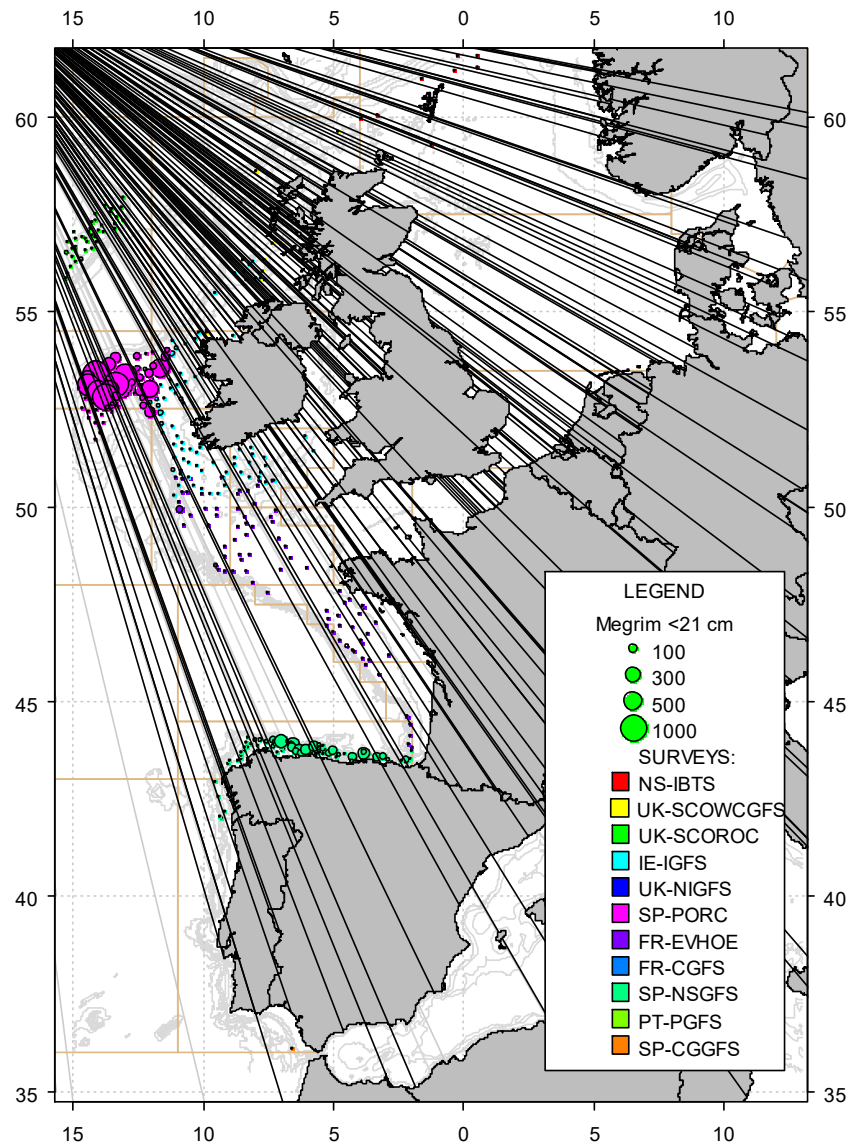 15 10 5 0 5 10
60 60
55 55
50 50
45 45
40 40
35 35
LEGEND
Megrim <21 cm
100
300
500
1000
SURVEYS:
NS-IBTS
UK-SCOWCGFS
UK-SCOROC
IE-IGFS
UK-NIGFS
SP-PORC
FR-EVHOE
FR-CGFS
SP-NSGFS
PT-PGFS
SP-CGGFS
15 10 5 0 5 10